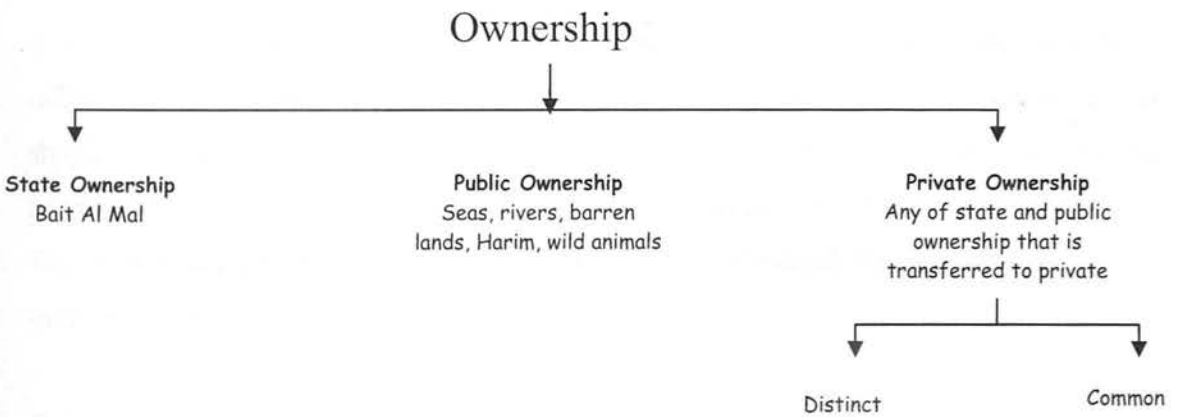 Ownership
State Ownership
Bait Al Mal
Public Ownership
Seas, rivers, barren
lands, Harim, wild animals
Private Ownership
Any of state and public
ownership that is
transferred to private
Distinct
Common